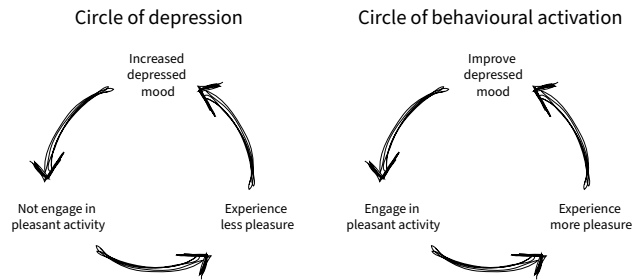 Circle of depression
Increased
depressed
mood
Not engage in
pleasant activity
Experience
less pleasure
Circle of behavioural activation
Improve
depressed
mood
Engage in
pleasant activity
Experience
more pleasure